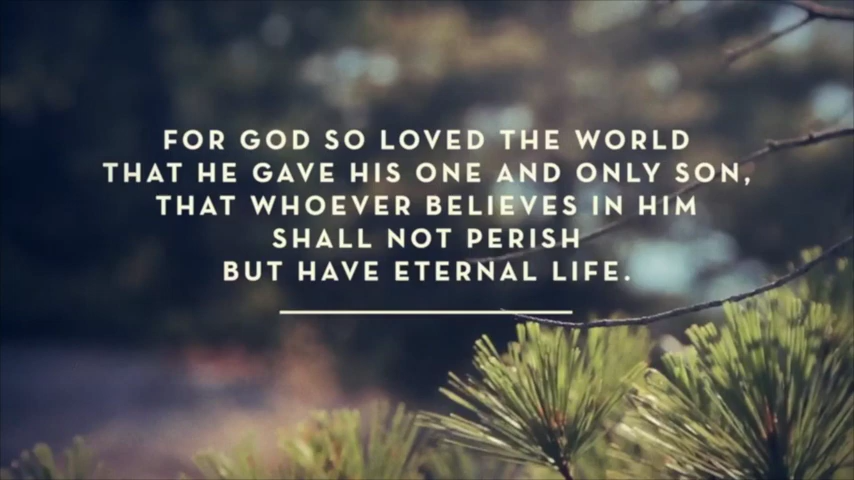 FOR GOD SO LOVED THE WORLD
THAT HE GAVE HIS ONE AND ONLY SON,
THAT WHOEVER BELIEVES IN HIM
SHALL NOT PERISH
BUT HAVE ETERNAL LIFE.